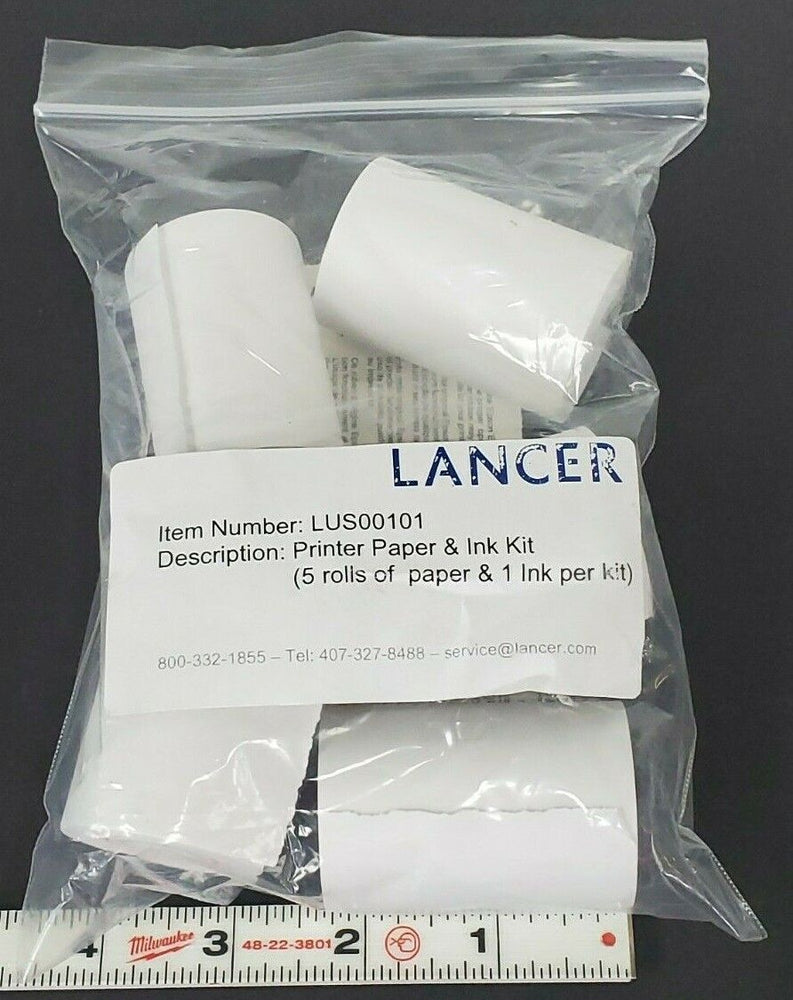 LANCER
Item Number: LUS00101
Description: Printer Paper & Ink Kit
(5 rolls of paper & 1 Ink per kit)
800-332-1855 – Tel: 407-327-8488 – service@lancer.com
4 Milwaukee 3 48-22-3801 2 1